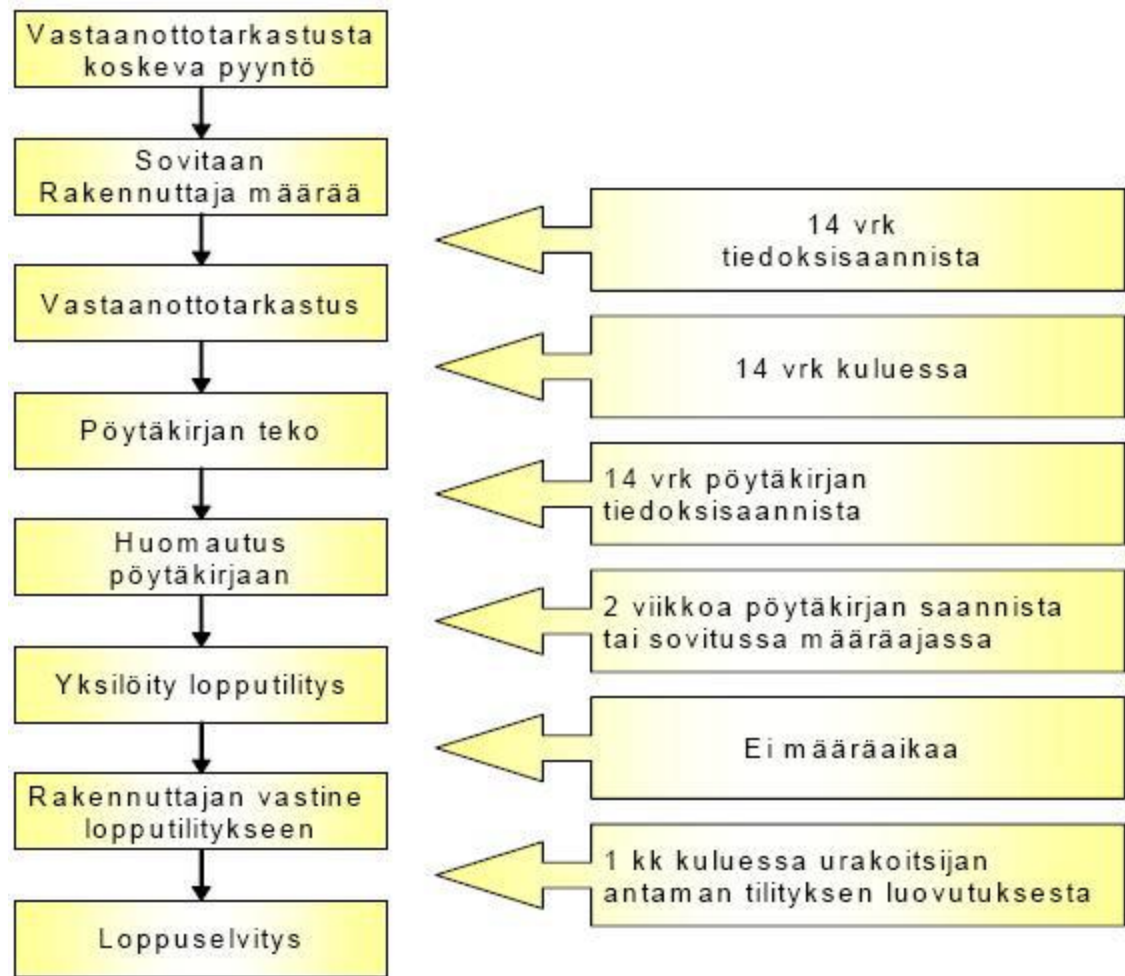 Vastaanottotarkastusta
koskeva pyyntö
Sovitaan
Rakennuttaja määrää
14 vrk
tiedoksisaannista
Vastaanottotarkastus
14 vrk kuluessa
Pöytäkirjan teko
14 vrk pöytäkirjan
tiedoksisaannista
Huomautus
pöytäkirjaan
2 viikkoa pöytäkirjan saannista
tai sovitussa määräajassa
Yksilöity lopputilitys
Ei määräaikaa
Rakennuttajan vastine
lopputilitykseen
1 kk kuluessa urakoitsijan
antaman tilityksen luovutuksesta
Loppuselvitys